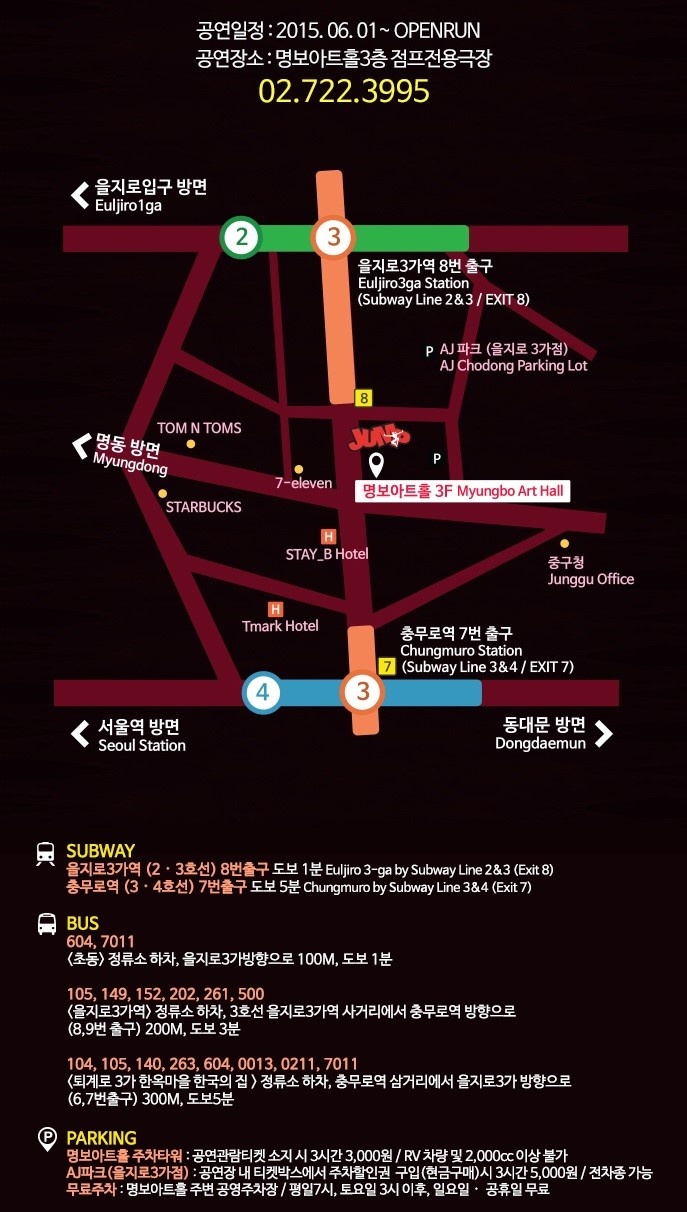 공연일정 : 2015. 06. 01 ~ OPENRUN
공연장소 : 명보아트홀3층 점프전용극장
02.722.3995
을지로입구 방면
Euljiro1ga
2
3
을지로3가역 8번 출구
Euljiro3ga Station
(Subway Line 2&3 / EXIT 8)
P AJ 파크 (을지로 3가점)
AJ Chodong Parking Lot
8
TOM N TOMS
JUMP
명동 방면
Myungdong
P
7-eleven
명보아트홀 3F Myungbo Art Hall
STARBUCKS
H
STAY_B Hotel
중구청
Junggu Office
H
Tmark Hotel
충무로역 7번 출구
Chungmuro Station
7 (Subway Line 3&4 / EXIT 7)
4
3
서울역 방면
Seoul Station
동대문 방면
Dongdaemun
SUBWAY
을지로3가역 (2 · 3호선) 8번출구 도보 1분 Euljiro 3-ga by Subway Line 2&3 (Exit 8)
충무로역 (3 · 4호선) 7번출구 도보 5분 Chungmuro by Subway Line 3&4 (Exit 7)
BUS
604, 7011
<초동> 정류소 하차, 을지로3가방향으로 100M, 도보 1분
105, 149, 152, 202, 261, 500
<을지로3가역> 정류소 하차, 3호선 을지로3가역 사거리에서 충무로역 방향으로
(8,9번 출구) 200M, 도보 3분
104, 105, 140, 263, 604, 0013, 0211, 7011
<퇴계로 3가 한옥마을 한국의 집 > 정류소 하차, 충무로역 삼거리에서 을지로3가 방향으로
(6,7번출구) 300M, 도보5분
P PARKING
명보아트홀 주차타워 : 공연관람티켓 소지 시 3시간 3,000원 / RV 차량 및 2,000cc 이상 불가
AJ파크(을지로3가점) : 공연장 내 티켓박스에서 주차할인권 구입(현금구매)시 3시간 5,000원 / 전차종 가능
무료주차 : 명보아트홀 주변 공영주차장 / 평일7시, 토요일 3시 이후, 일요일 · 공휴일 무료